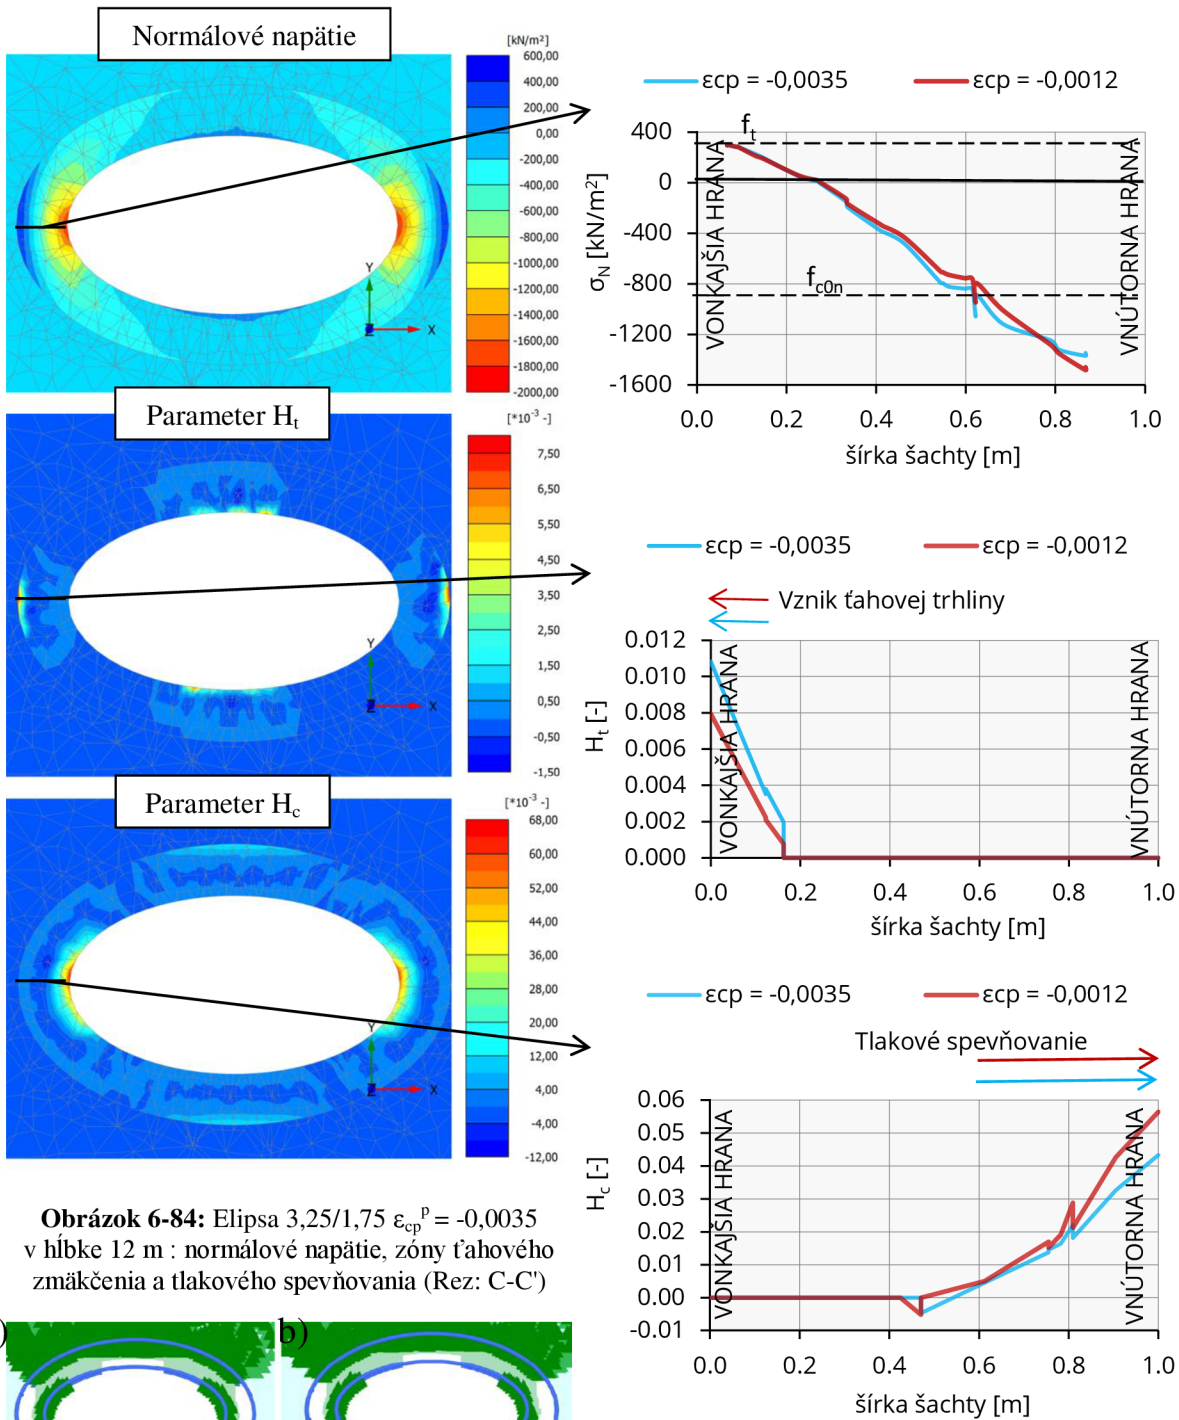 Normálové napätie
[kN/m²]
600,00
400,00
200,00
0,00
-200,00
-400,00
-600,00
-800,00
-1000,00
-1200,00
-1400,00
-1600,00
-1800,00
-2000,00
Y
X
Z
εcp = -0,0035
εcp = -0,0012
400
0
-400
-800
-1200
-1600
σN [kN/m²]
ft
fc0n
VONKAJŠIA HRANA
VNÚTORNA HRANA
0.0 0.2 0.4 0.6 0.8 1.0
šírka šachty [m]
Parameter Ht
[*10⁻³ -]
7,50
6,50
5,50
4,50
3,50
2,50
1,50
0,50
-0,50
-1,50
Y
X
Z
εcp = -0,0035
εcp = -0,0012
Vznik ťahovej trhliny
0.012
0.010
0.008
0.006
0.004
0.002
0.000
Ht [-]
VONKAJŠIA HRANA
VNÚTORNA HRANA
0.0 0.2 0.4 0.6 0.8 1.0
šírka šachty [m]
Parameter Hc
[*10⁻³ -]
68,00
60,00
52,00
44,00
36,00
28,00
20,00
12,00
4,00
-4,00
-12,00
Y
X
Z
εcp = -0,0035
εcp = -0,0012
Tlakové spevňovanie
0.06
0.05
0.04
0.03
0.02
0.01
0.00
-0.01
Hc [-]
VONKAJŠIA HRANA
VNÚTORNA HRANA
0.0 0.2 0.4 0.6 0.8 1.0
šírka šachty [m]
Obrázok 6-84: Elipsa 3,25/1,75 εcpᵖ = -0,0035
v hĺbke 12 m : normálové napätie, zóny ťahového
zmäkčenia a tlakového spevňovania (Rez: C-C')
)
b)